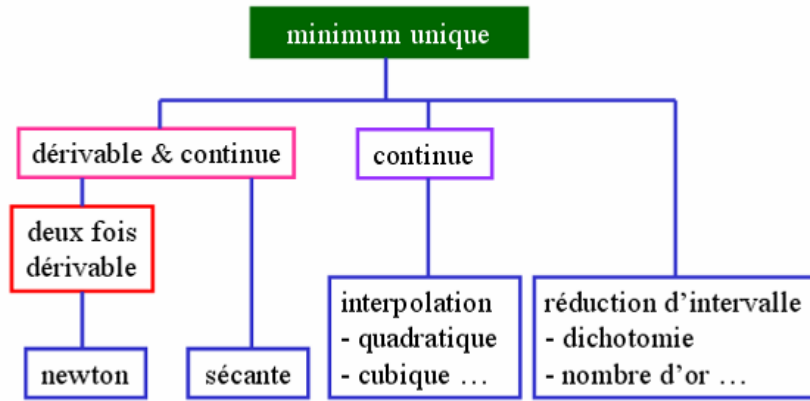 minimum unique
dérivable & continue
continue
deux fois
dérivable
interpolation
- quadratique
- cubique …
réduction d’intervalle
- dichotomie
- nombre d’or …
newton
sécante